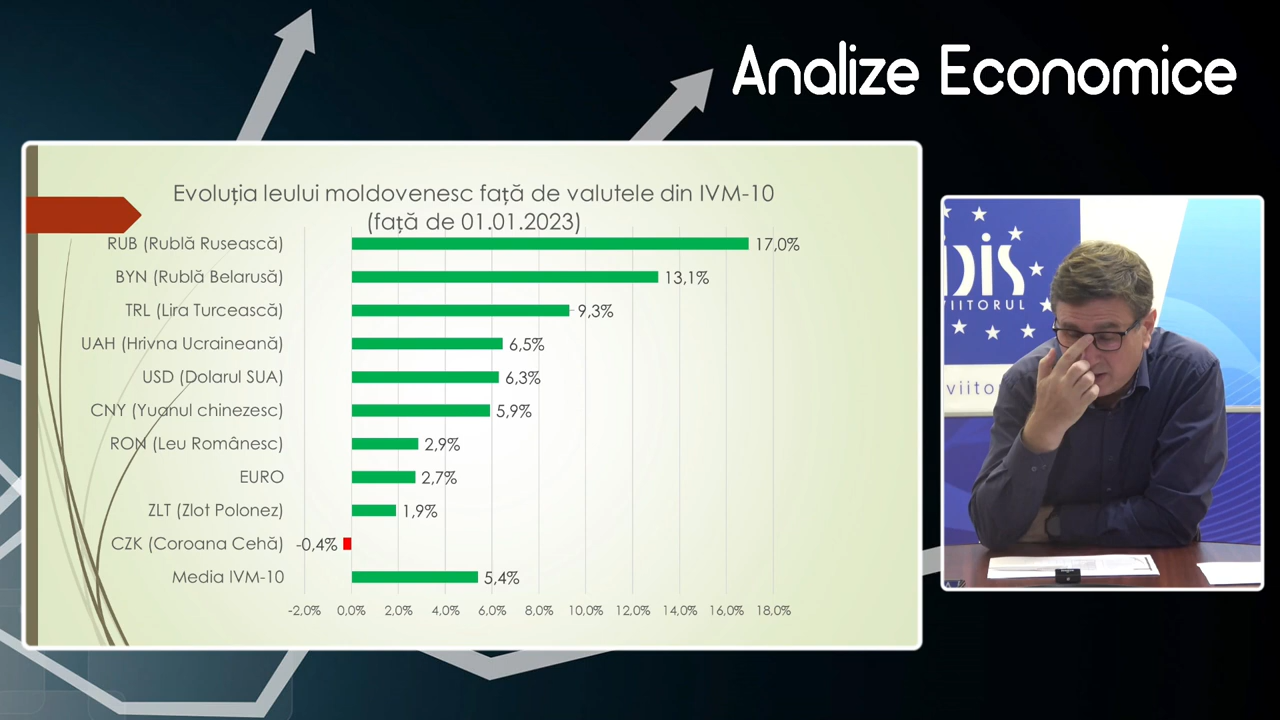 Analize Economice
Evoluția leului moldovenesc față de valutele din IVM-10
(față de 01.01.2023)
RUB (Rublă Rusească) 17,0%
BYN (Rublă Belarusă) 13,1%
TRL (Lira Turcească) 9,3%
UAH (Hrivna Ucraineană) 6,5%
USD (Dolarul SUA) 6,3%
CNY (Yuanul chinezesc) 5,9%
RON (Leu Românesc) 2,9%
EURO 2,7%
ZLT (Zlot Polonez) 1,9%
CZK (Coroana Cehă) -0,4%
Media IVM-10 5,4%
-2,0% 0,0% 2,0% 4,0% 6,0% 8,0% 10,0% 12,0% 14,0% 16,0% 18,0%
IDIS
VIITORUL
viito